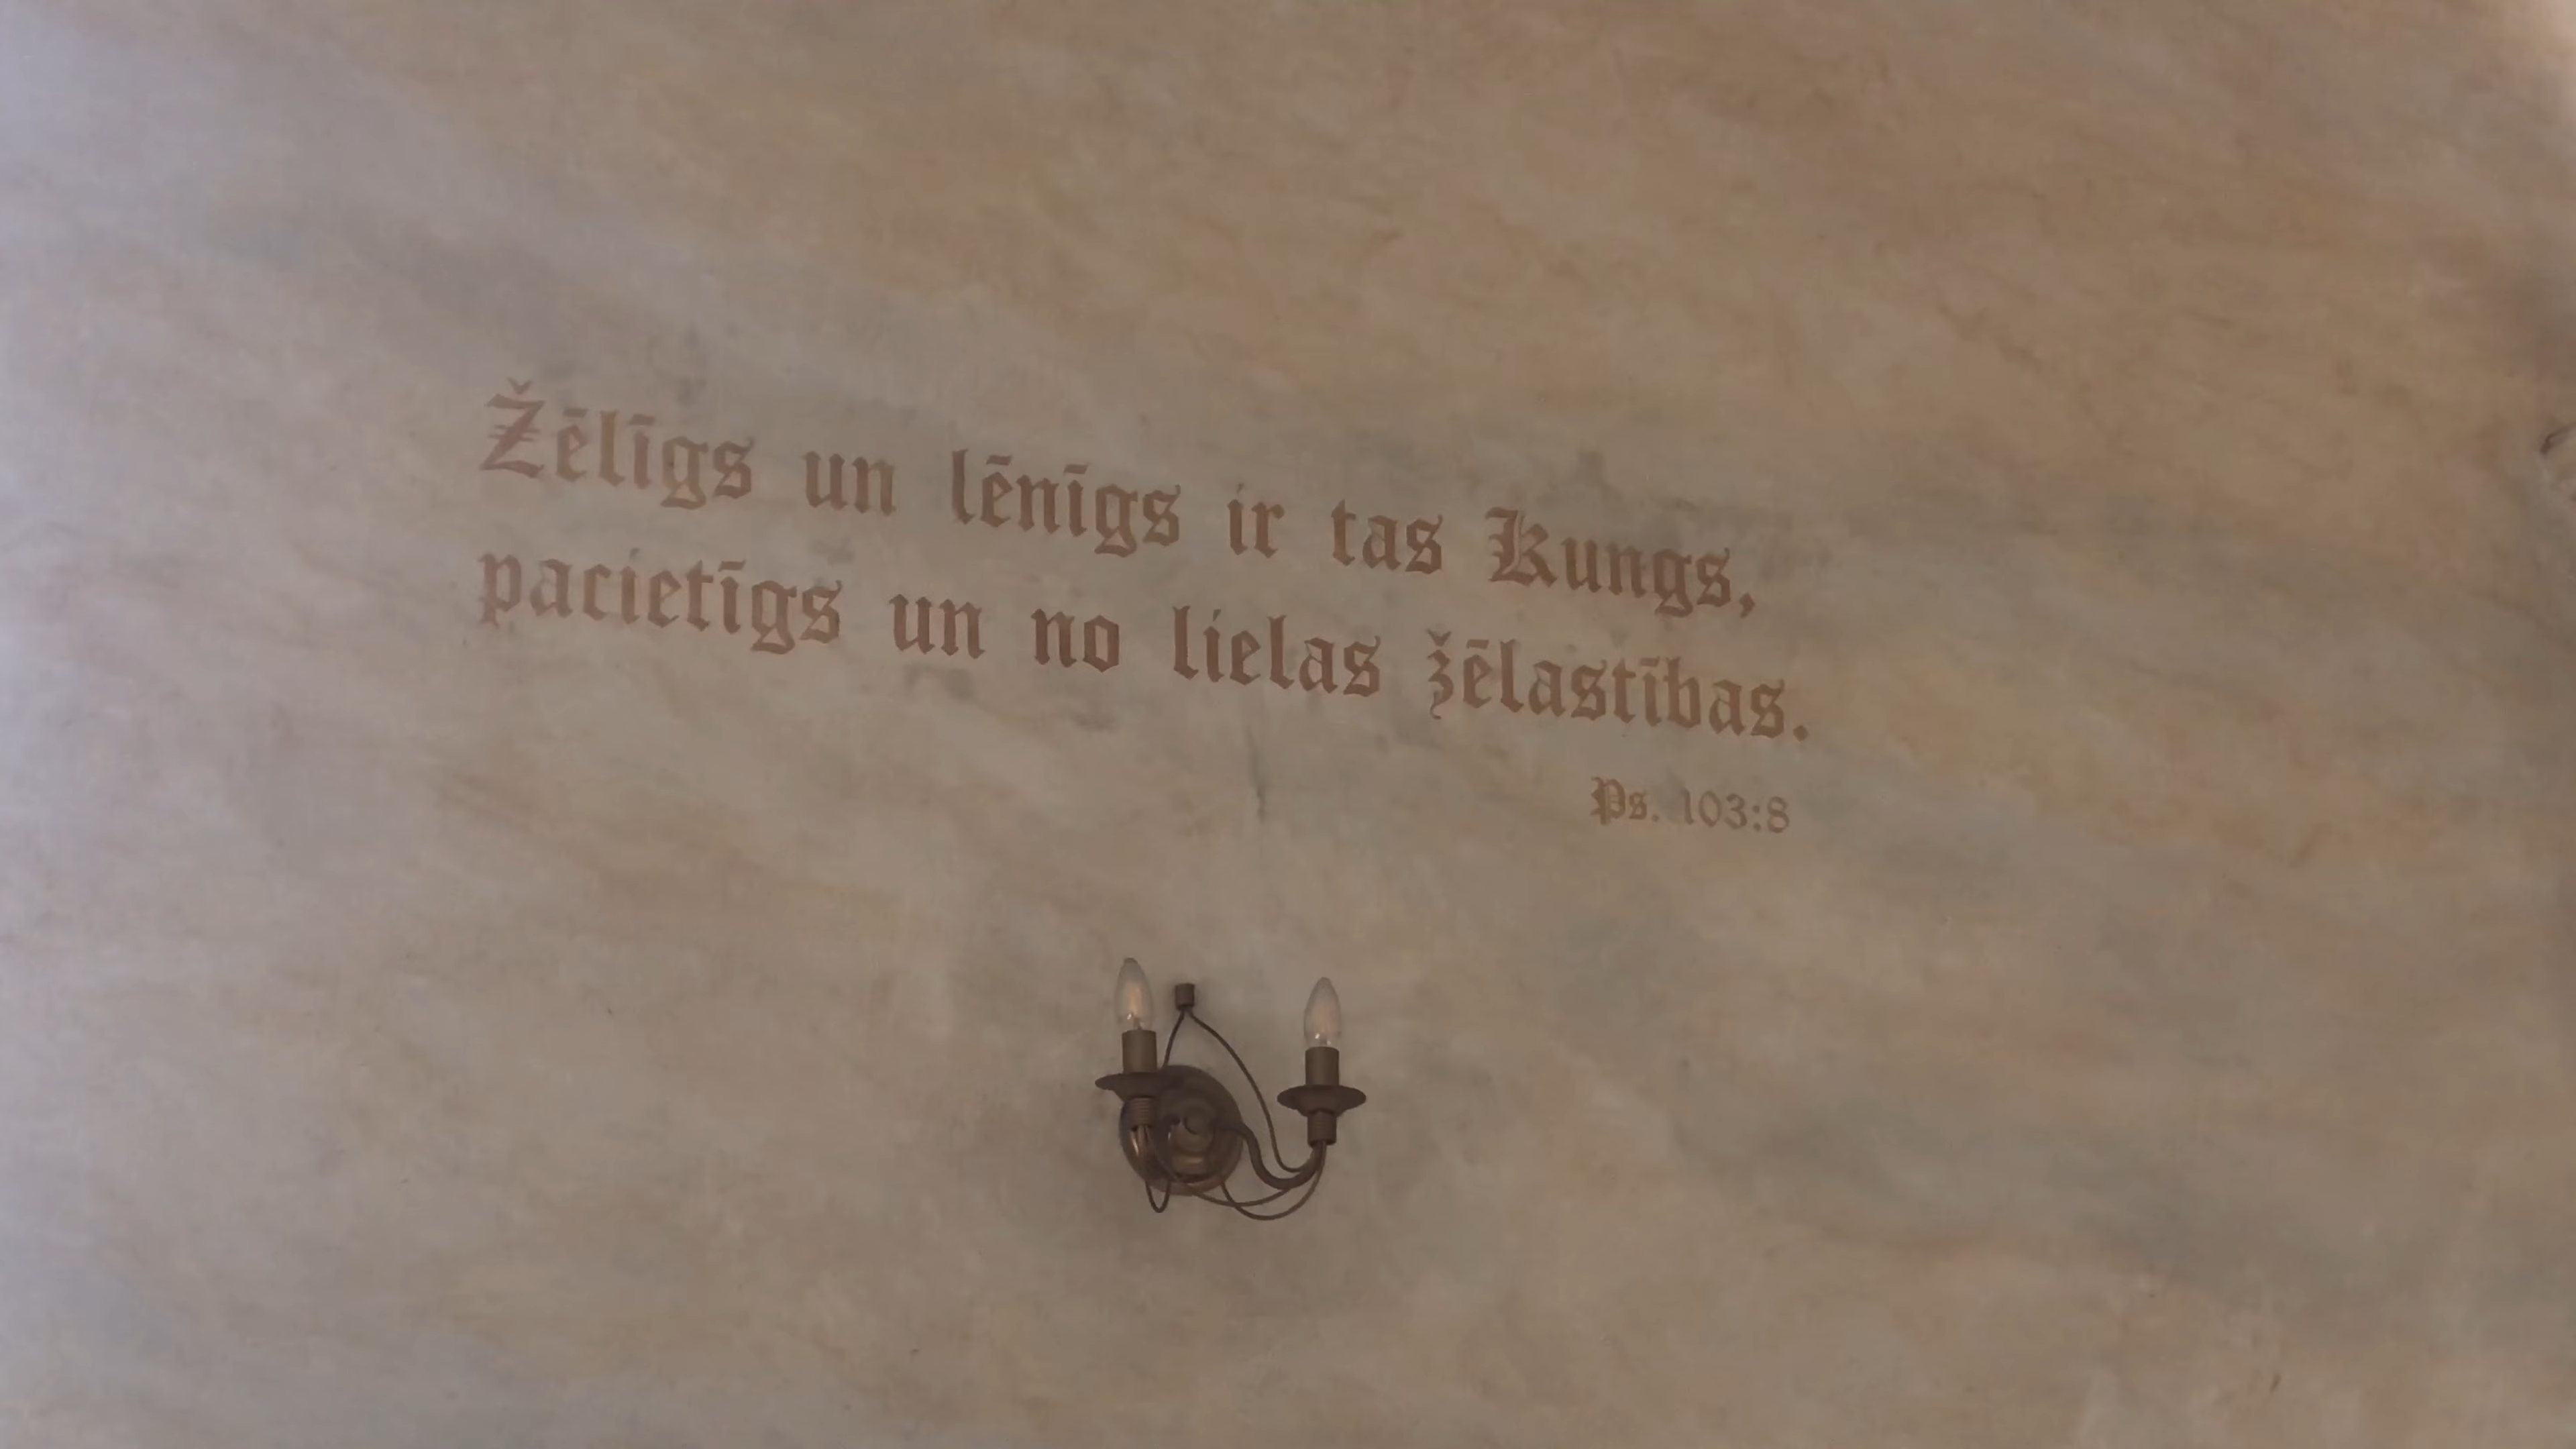 Žēlīgs un lēnīgs ir tas Kungs,
pacietīgs un no lielas žēlastības.
Ps. 103:8